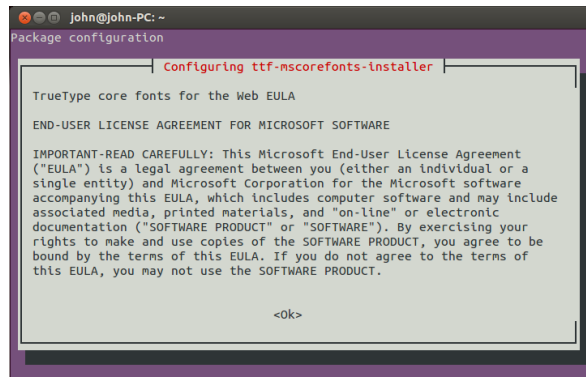 john@john-PC: ~
Package configuration
Configuring ttf-mscorefonts-installer
TrueType core fonts for the Web EULA
END-USER LICENSE AGREEMENT FOR MICROSOFT SOFTWARE
IMPORTANT-READ CAREFULLY: This Microsoft End-User License Agreement
("EULA") is a legal agreement between you (either an individual or a
single entity) and Microsoft Corporation for the Microsoft software
accompanying this EULA, which includes computer software and may include
associated media, printed materials, and "on-line" or electronic
documentation ("SOFTWARE PRODUCT" or "SOFTWARE"). By exercising your
rights to make and use copies of the SOFTWARE PRODUCT, you agree to be
bound by the terms of this EULA. If you do not agree to the terms of
this EULA, you may not use the SOFTWARE PRODUCT.
<Ok>